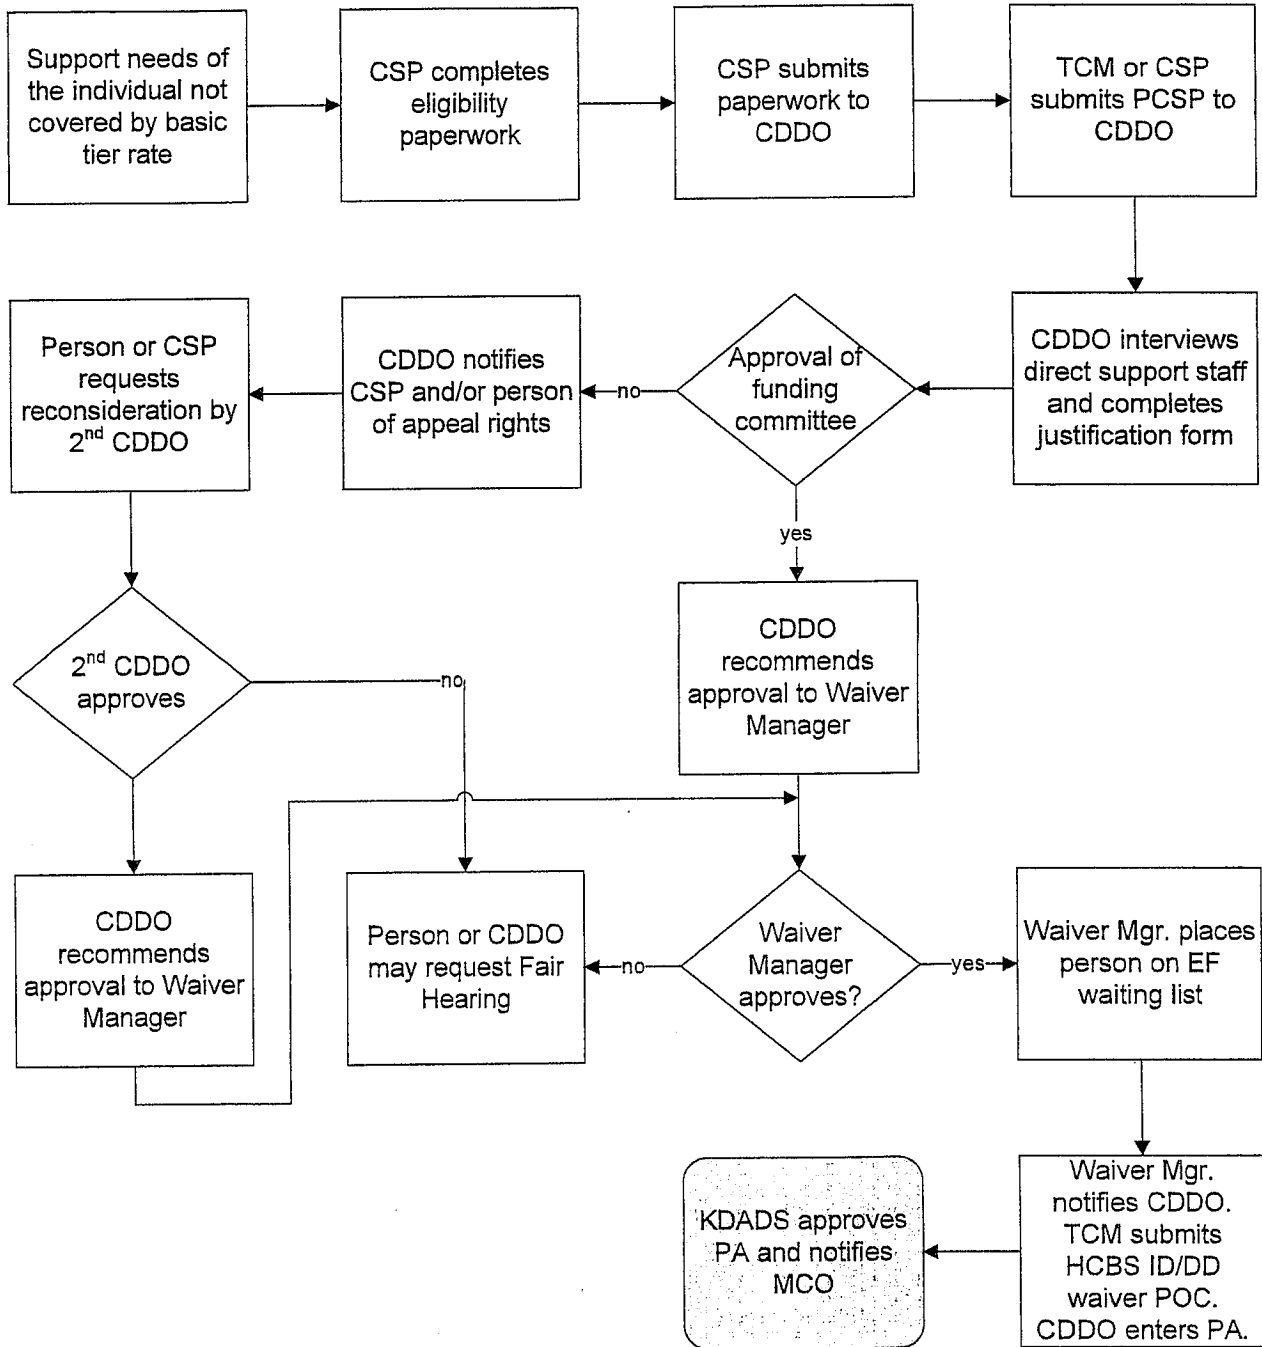 Support needs of
the individual not
covered by basic
tier rate
CSP completes
eligibility
paperwork
CSP submits
paperwork to
CDDO
TCM or CSP
submits PCSP to
CDDO
Person or CSP
requests
reconsideration by
2nd CDDO
CDDO notifies
CSP and/or person
of appeal rights
no
Approval of
funding
committee
CDDO interviews
direct support staff
and completes
justification form
yes
2nd CDDO
approves
no
CDDO
recommends
approval to Waiver
Manager
CDDO
recommends
approval to Waiver
Manager
Person or CDDO
may request Fair
Hearing
no
Waiver
Manager
approves?
yes
Waiver Mgr. places
person on EF
waiting list
KDADS approves
PA and notifies
MCO
Waiver Mgr.
notifies CDDO.
TCM submits
HCBS ID/DD
waiver POC.
CDDO enters PA.